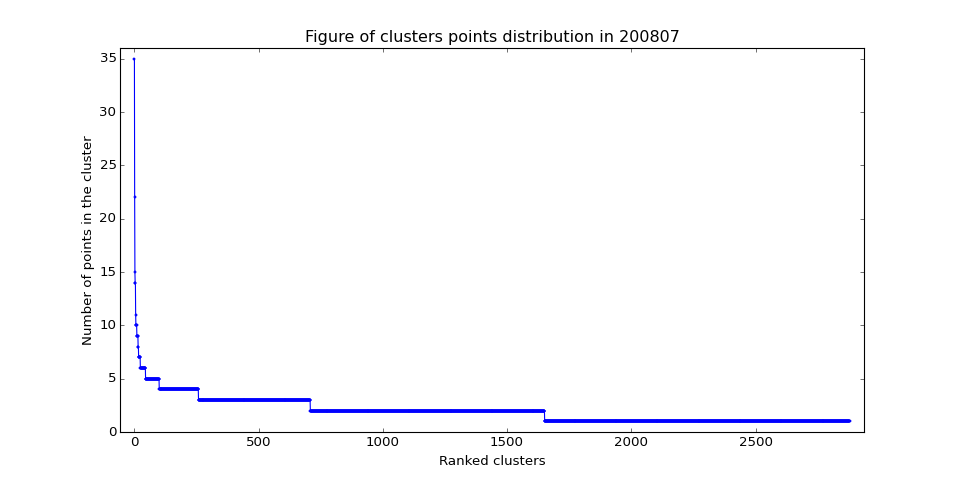 Figure of clusters points distribution in 200807
35
30
25
20
15
10
5
0
Number of points in the cluster
0 500 1000 1500 2000 2500
Ranked clusters